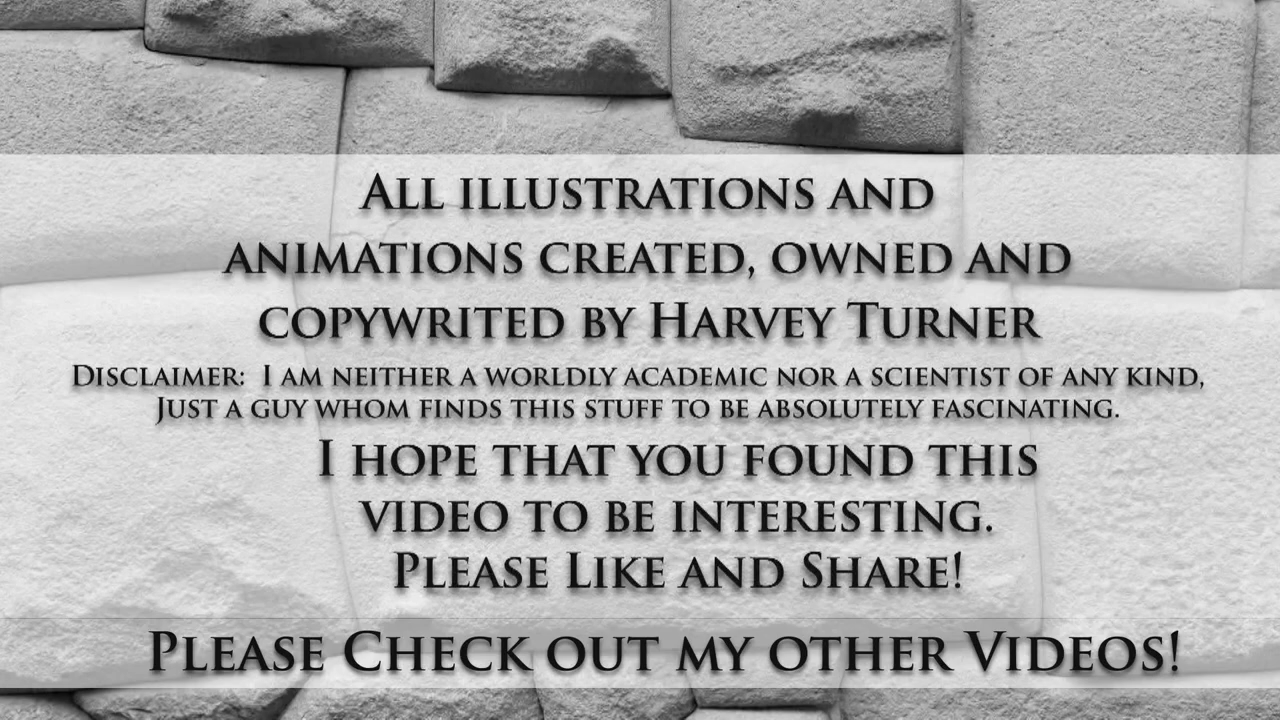 All illustrations and
animations created, owned and
copywrited by Harvey Turner
Disclaimer: I am neither a worldly academic nor a scientist of any kind,
Just a guy whom finds this stuff to be absolutely fascinating.
I hope that you found this
video to be interesting.
Please Like and Share!
Please Check out my other Videos!